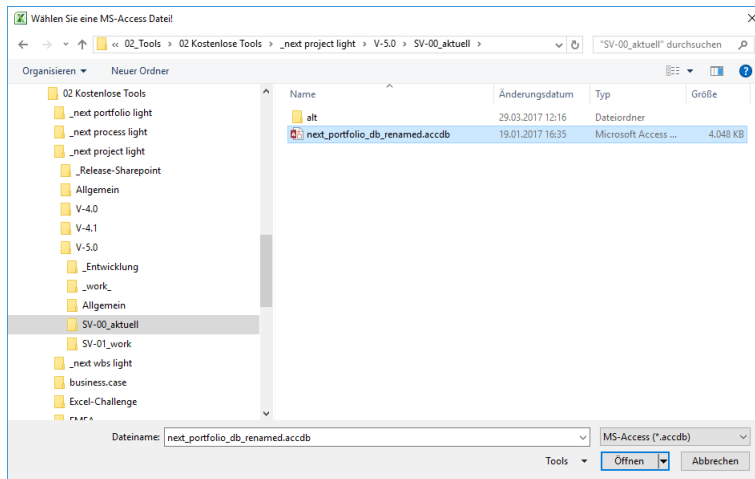 Wählen Sie eine MS-Access Datei!
« 02_Tools › 02 Kostenlose Tools › _next project light › V-5.0 › SV-00_aktuell ›
"SV-00_aktuell" durchsuchen
Organisieren
Neuer Ordner
02 Kostenlose Tools
_next portfolio light
_next process light
_next project light
_Release-Sharepoint
Allgemein
V-4.0
V-4.1
V-5.0
_Entwicklung
_work_
Allgemein
SV-00_aktuell
SV-01_work
_next wbs light
business.case
Excel-Challenge
Name Änderungsdatum Typ Größe
alt 29.03.2017 12:16 Dateiordner
next_portfolio_db_renamed.accdb 19.01.2017 16:35 Microsoft Access ... 4.048 KB
Dateiname: next_portfolio_db_renamed.accdb MS-Access (*.accdb)
Tools Öffnen Abbrechen